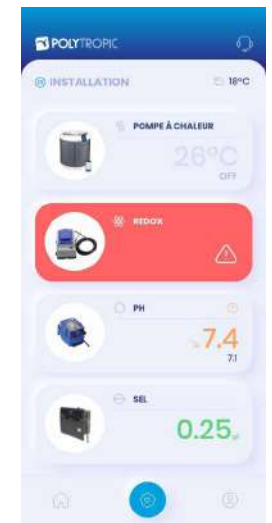 POLYTROPIC
INSTALLATION
18°C
POMPE À CHALEUR
26°C
OFF
REDOX
PH
7.4
7.1
SEL
0.25